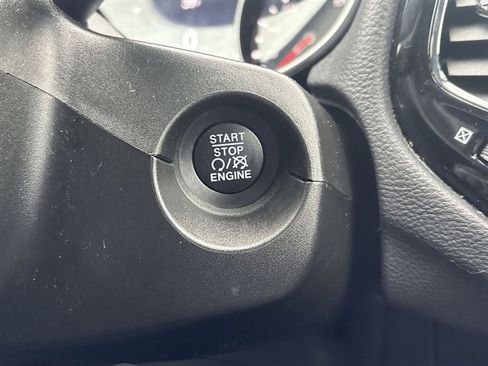 START
STOP
/
ENGINE